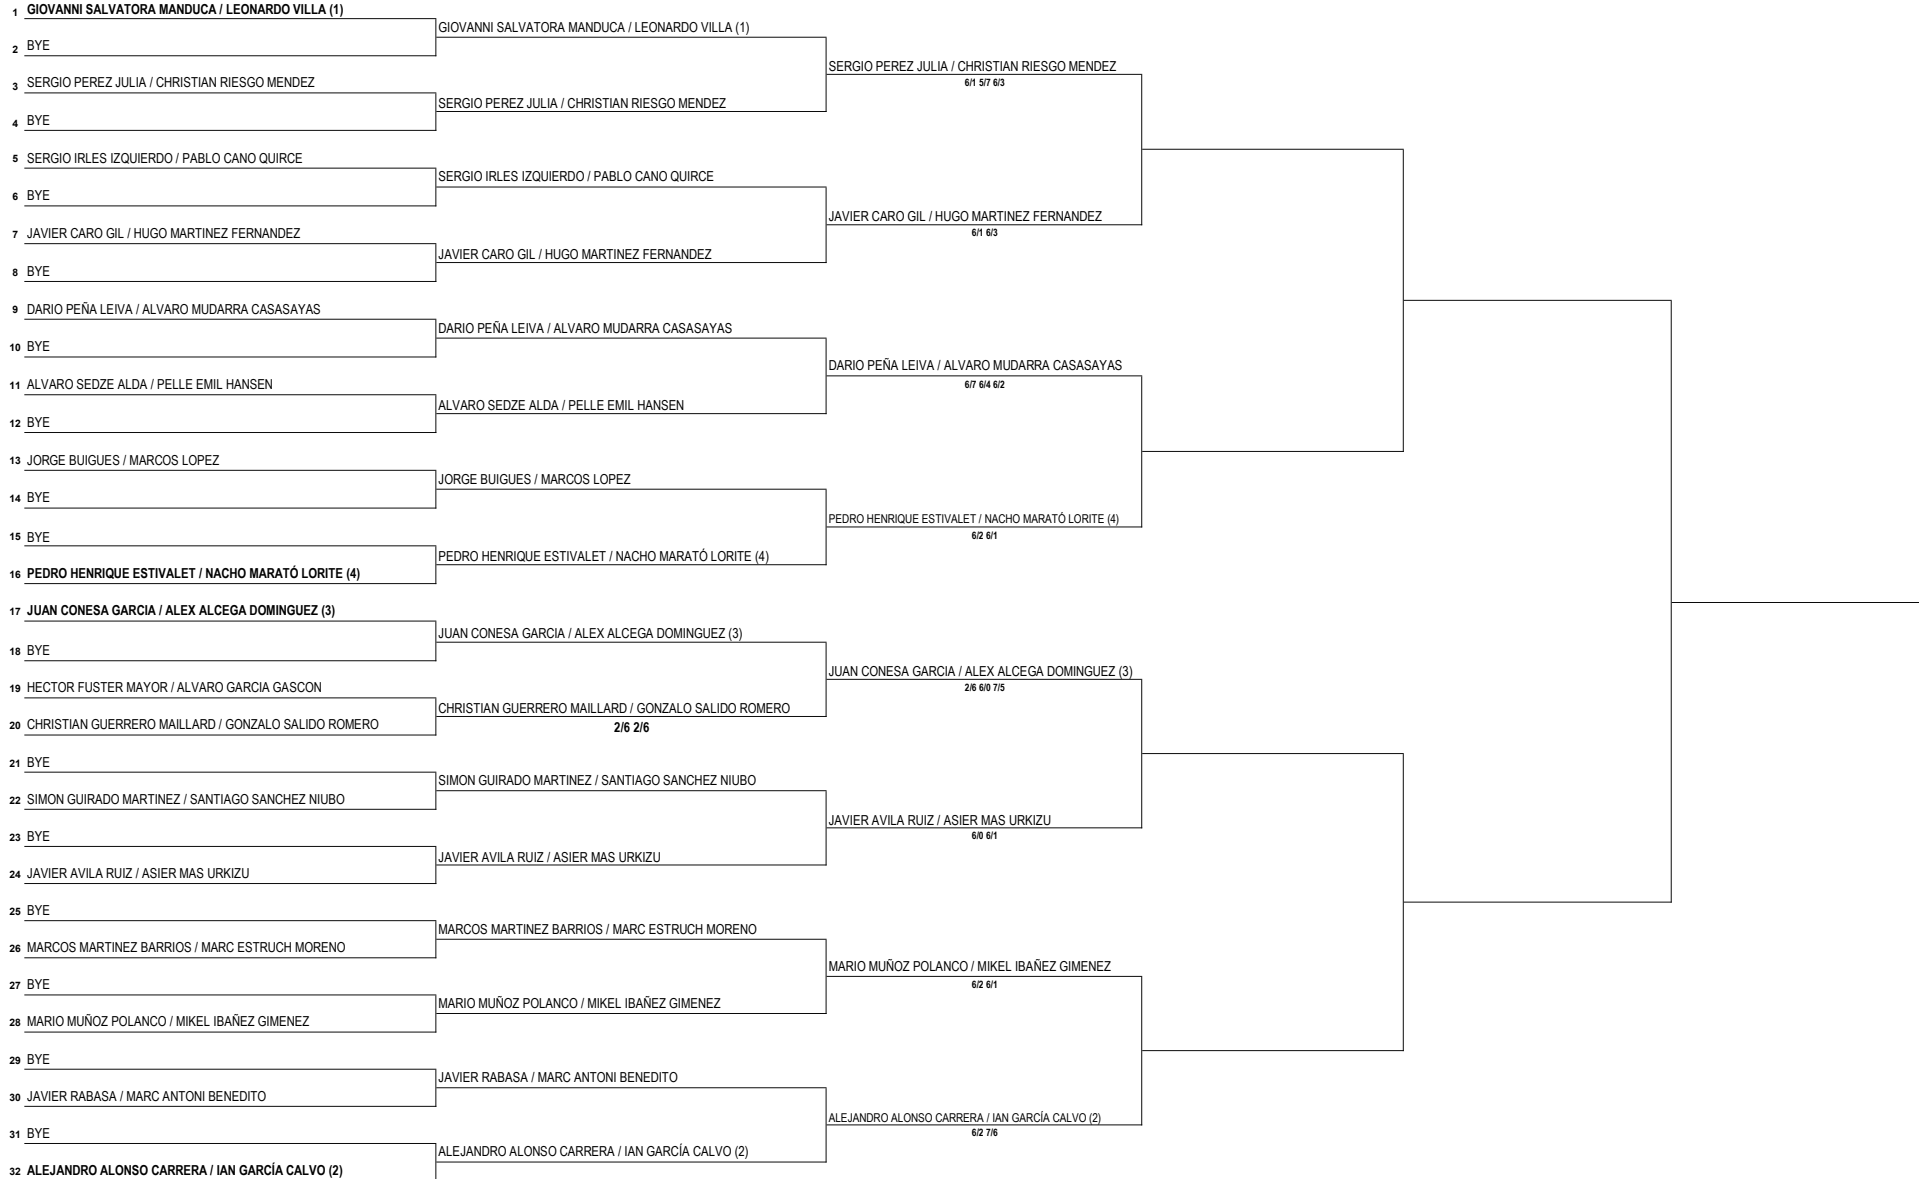 1 GIOVANNI SALVATORA MANDUCA / LEONARDO VILLA (1)
2 BYE
3 SERGIO PEREZ JULIA / CHRISTIAN RIESGO MENDEZ
4 BYE
5 SERGIO IRLES IZQUIERDO / PABLO CANO QUIRCE
6 BYE
7 JAVIER CARO GIL / HUGO MARTINEZ FERNANDEZ
8 BYE
9 DARIO PEÑA LEIVA / ALVARO MUDARRA CASASAYAS
10 BYE
11 ALVARO SEDZE ALDA / PELLE EMIL HANSEN
12 BYE
13 JORGE BUIGUES / MARCOS LOPEZ
14 BYE
15 BYE
16 PEDRO HENRIQUE ESTIVALET / NACHO MARATÓ LORITE (4)
17 JUAN CONESA GARCIA / ALEX ALCEGA DOMINGUEZ (3)
18 BYE
19 HECTOR FUSTER MAYOR / ALVARO GARCIA GASCON
20 CHRISTIAN GUERRERO MAILLARD / GONZALO SALIDO ROMERO
21 BYE
22 SIMON GUIRADO MARTINEZ / SANTIAGO SANCHEZ NIUBO
23 BYE
24 JAVIER AVILA RUIZ / ASIER MAS URKIZU
25 BYE
26 MARCOS MARTINEZ BARRIOS / MARC ESTRUCH MORENO
27 BYE
28 MARIO MUÑOZ POLANCO / MIKEL IBAÑEZ GIMENEZ
29 BYE
30 JAVIER RABASA / MARC ANTONI BENEDITO
31 BYE
32 ALEJANDRO ALONSO CARRERA / IAN GARCÍA CALVO (2)
GIOVANNI SALVATORA MANDUCA / LEONARDO VILLA (1)
SERGIO PEREZ JULIA / CHRISTIAN RIESGO MENDEZ
SERGIO IRLES IZQUIERDO / PABLO CANO QUIRCE
JAVIER CARO GIL / HUGO MARTINEZ FERNANDEZ
DARIO PEÑA LEIVA / ALVARO MUDARRA CASASAYAS
ALVARO SEDZE ALDA / PELLE EMIL HANSEN
JORGE BUIGUES / MARCOS LOPEZ
PEDRO HENRIQUE ESTIVALET / NACHO MARATÓ LORITE (4)
JUAN CONESA GARCIA / ALEX ALCEGA DOMINGUEZ (3)
CHRISTIAN GUERRERO MAILLARD / GONZALO SALIDO ROMERO
2/6 2/6
SIMON GUIRADO MARTINEZ / SANTIAGO SANCHEZ NIUBO
JAVIER AVILA RUIZ / ASIER MAS URKIZU
MARCOS MARTINEZ BARRIOS / MARC ESTRUCH MORENO
MARIO MUÑOZ POLANCO / MIKEL IBAÑEZ GIMENEZ
JAVIER RABASA / MARC ANTONI BENEDITO
ALEJANDRO ALONSO CARRERA / IAN GARCÍA CALVO (2)
SERGIO PEREZ JULIA / CHRISTIAN RIESGO MENDEZ
6/1 5/7 6/3
JAVIER CARO GIL / HUGO MARTINEZ FERNANDEZ
6/1 6/3
DARIO PEÑA LEIVA / ALVARO MUDARRA CASASAYAS
6/7 6/4 6/2
PEDRO HENRIQUE ESTIVALET / NACHO MARATÓ LORITE (4)
6/2 6/1
JUAN CONESA GARCIA / ALEX ALCEGA DOMINGUEZ (3)
2/6 6/0 7/5
JAVIER AVILA RUIZ / ASIER MAS URKIZU
6/0 6/1
MARIO MUÑOZ POLANCO / MIKEL IBAÑEZ GIMENEZ
6/2 6/1
ALEJANDRO ALONSO CARRERA / IAN GARCÍA CALVO (2)
6/2 7/6